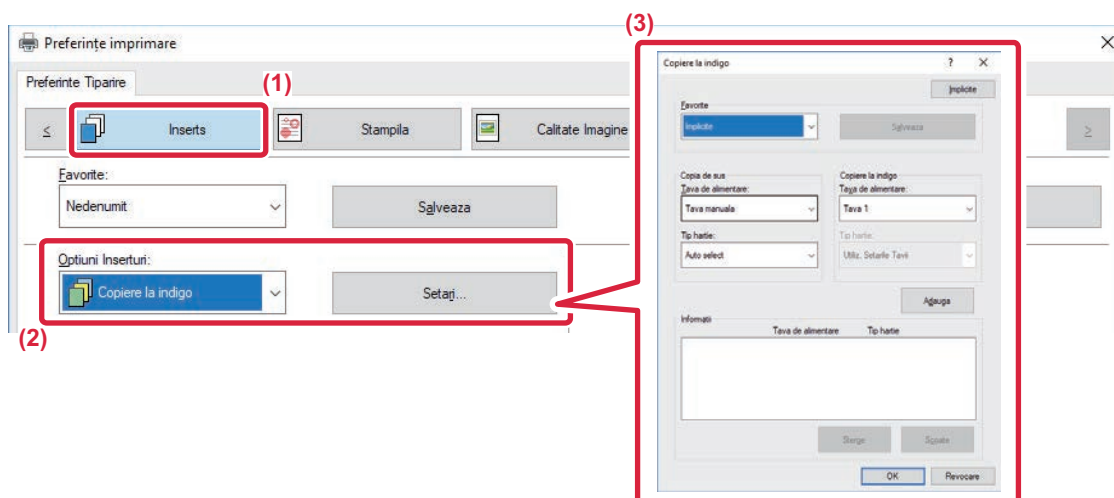 (3)
Preferințe imprimare
Preferinte Tiparire
(1)
< Inserts Stampila Calitate Imagine >
Favorite:
Nedenumit Salveaza
Optiuni Inserturi:
Copiere la indigo Setari...
(2)
Copiere la indigo ? X
Implicite
Favorite
Implicite Salveaza
Copia de sus Copiere la indigo
Tava de alimentare: Tava de alimentare:
Tava manuala Tava 1
Tip hartie: Tip hartie:
Auto select Utiliz. Setarile Tavii
Adauga
Informatii
Tava de alimentare Tip hartie
Sterge Scoate
OK Revocare